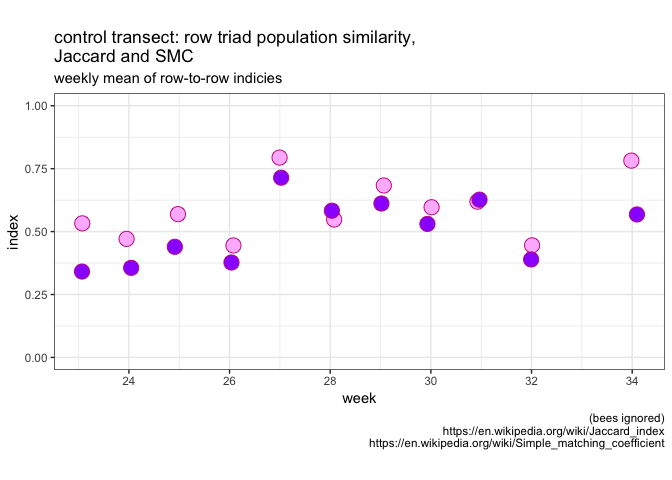 control transect: row triad population similarity,
Jaccard and SMC
weekly mean of row-to-row indicies
1.00
0.75
0.50
0.25
0.00
index
24 26 28 30 32 34
week
(bees ignored)
https://en.wikipedia.org/wiki/Jaccard_index
https://en.wikipedia.org/wiki/Simple_matching_coefficient